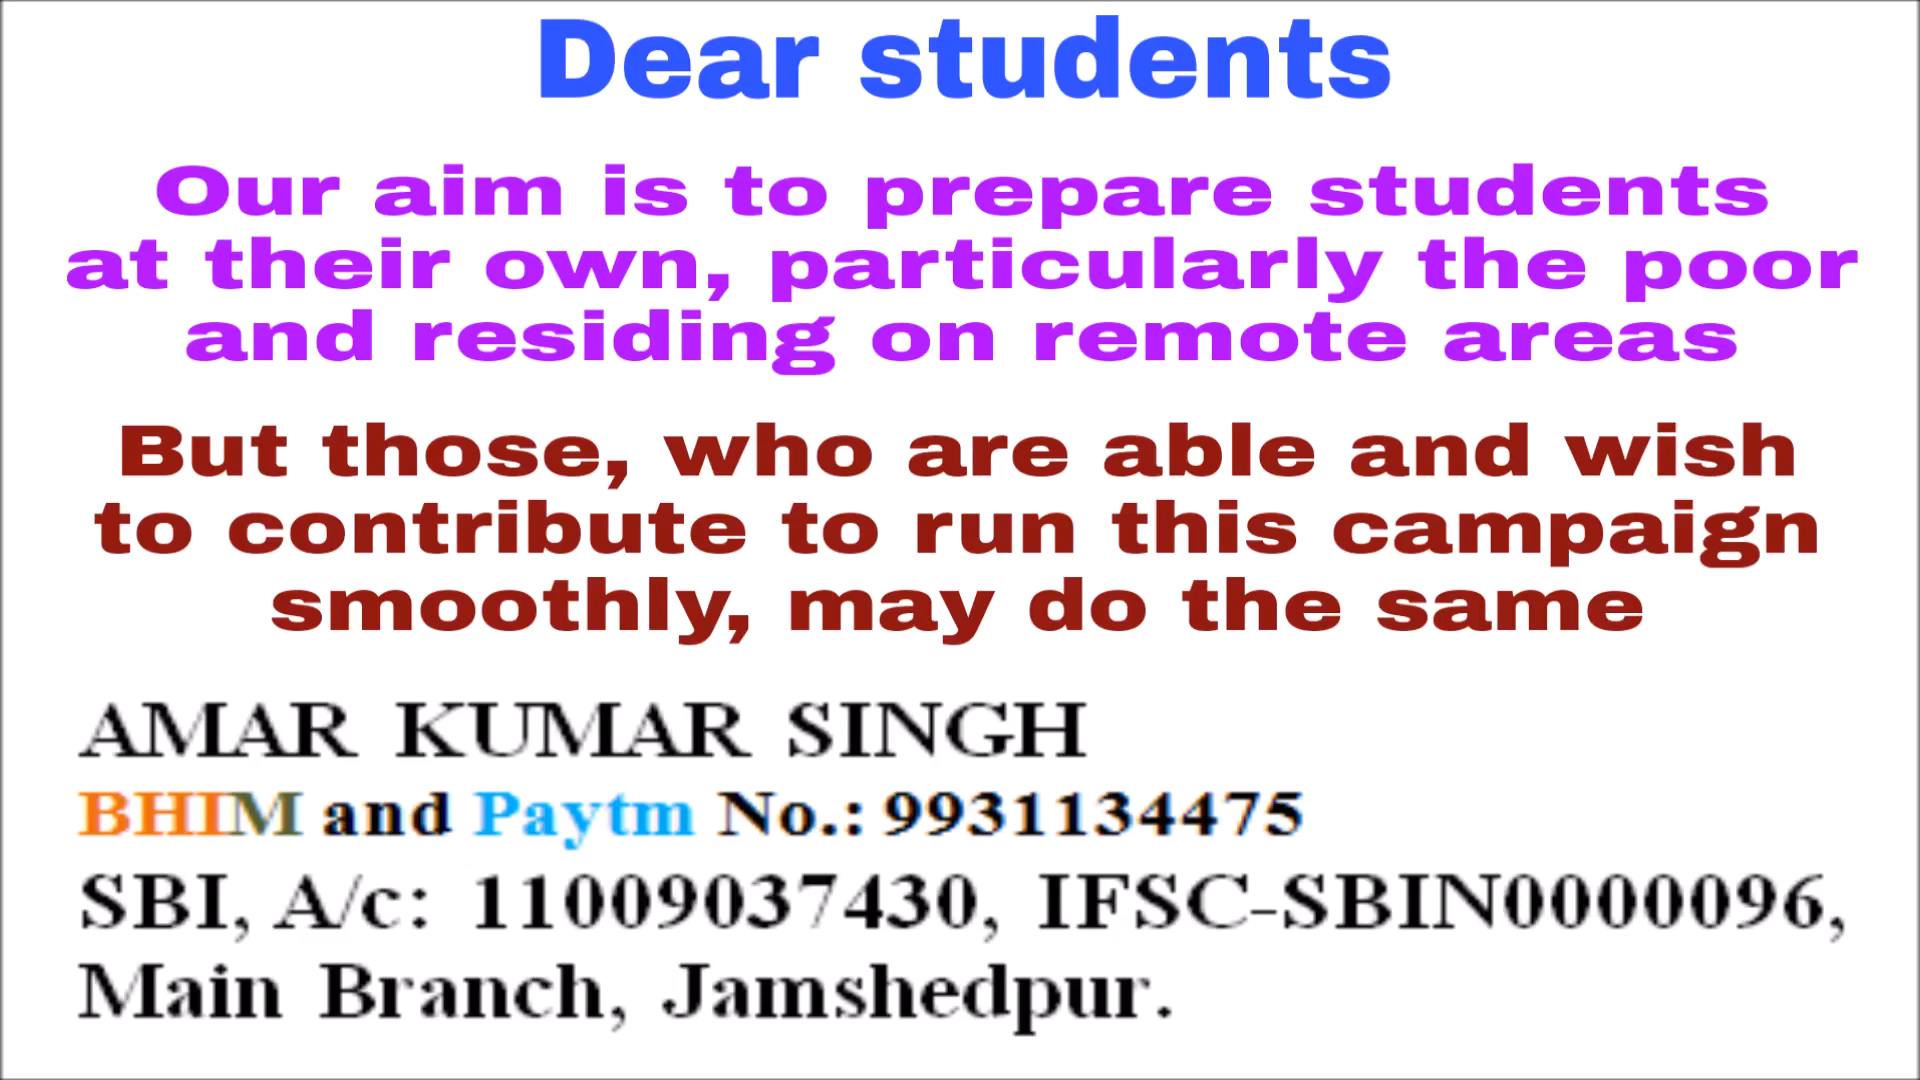 Dear students
Our aim is to prepare students
at their own, particularly the poor
and residing on remote areas
But those, who are able and wish
to contribute to run this campaign
smoothly, may do the same
AMAR KUMAR SINGH
BHIM and Paytm No.: 9931134475
SBI, A/c: 11009037430, IFSC-SBIN0000096,
Main Branch, Jamshedpur.